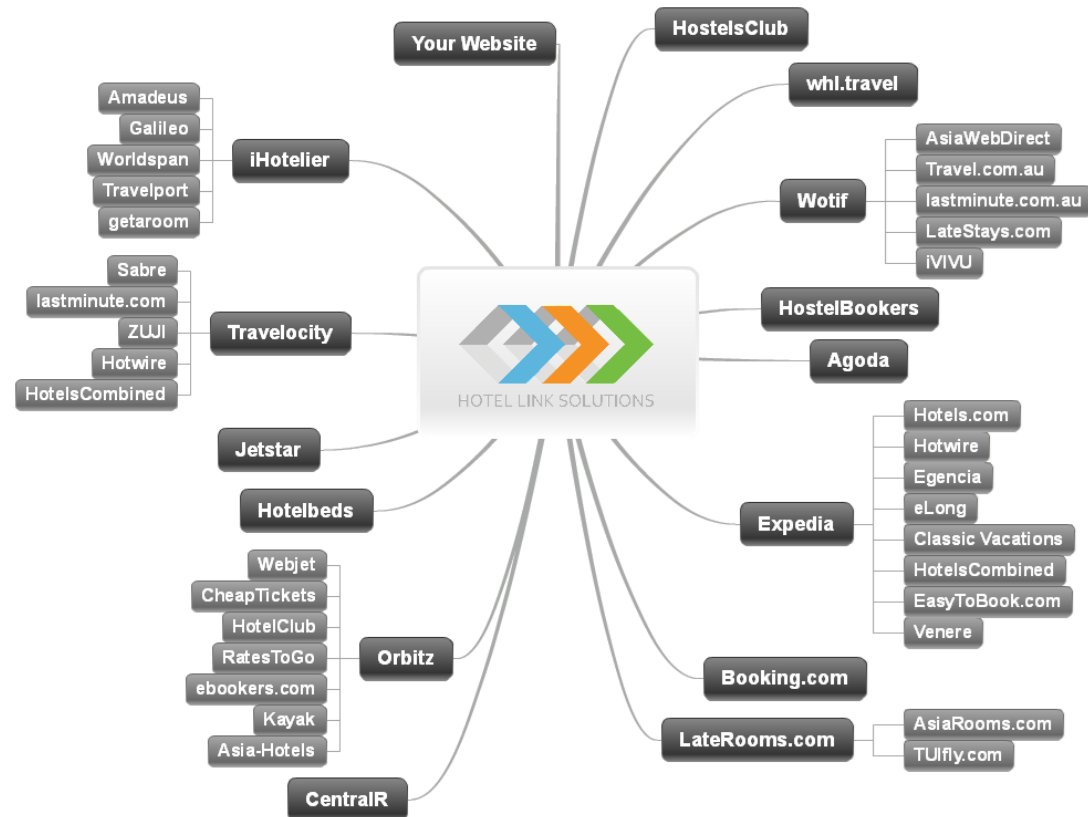 Your Website
HostelsClub
whl.travel
Amadeus
Galileo
Worldspan
Travelport
getaroom
iHotelier
Wotif
AsiaWebDirect
Travel.com.au
lastminute.com.au
LateStays.com
iVIVU
Sabre
lastminute.com
ZUJI
Hotwire
HotelsCombined
Travelocity
HOTEL LINK SOLUTIONS
HostelBookers
Agoda
Jetstar
Hotelbeds
Expedia
Hotels.com
Hotwire
Egencia
eLong
Classic Vacations
HotelsCombined
EasyToBook.com
Venere
Webjet
CheapTickets
HotelClub
RatesToGo
ebookers.com
Kayak
Asia-Hotels
Orbitz
Booking.com
LateRooms.com
AsiaRooms.com
TUIfly.com
CentralR